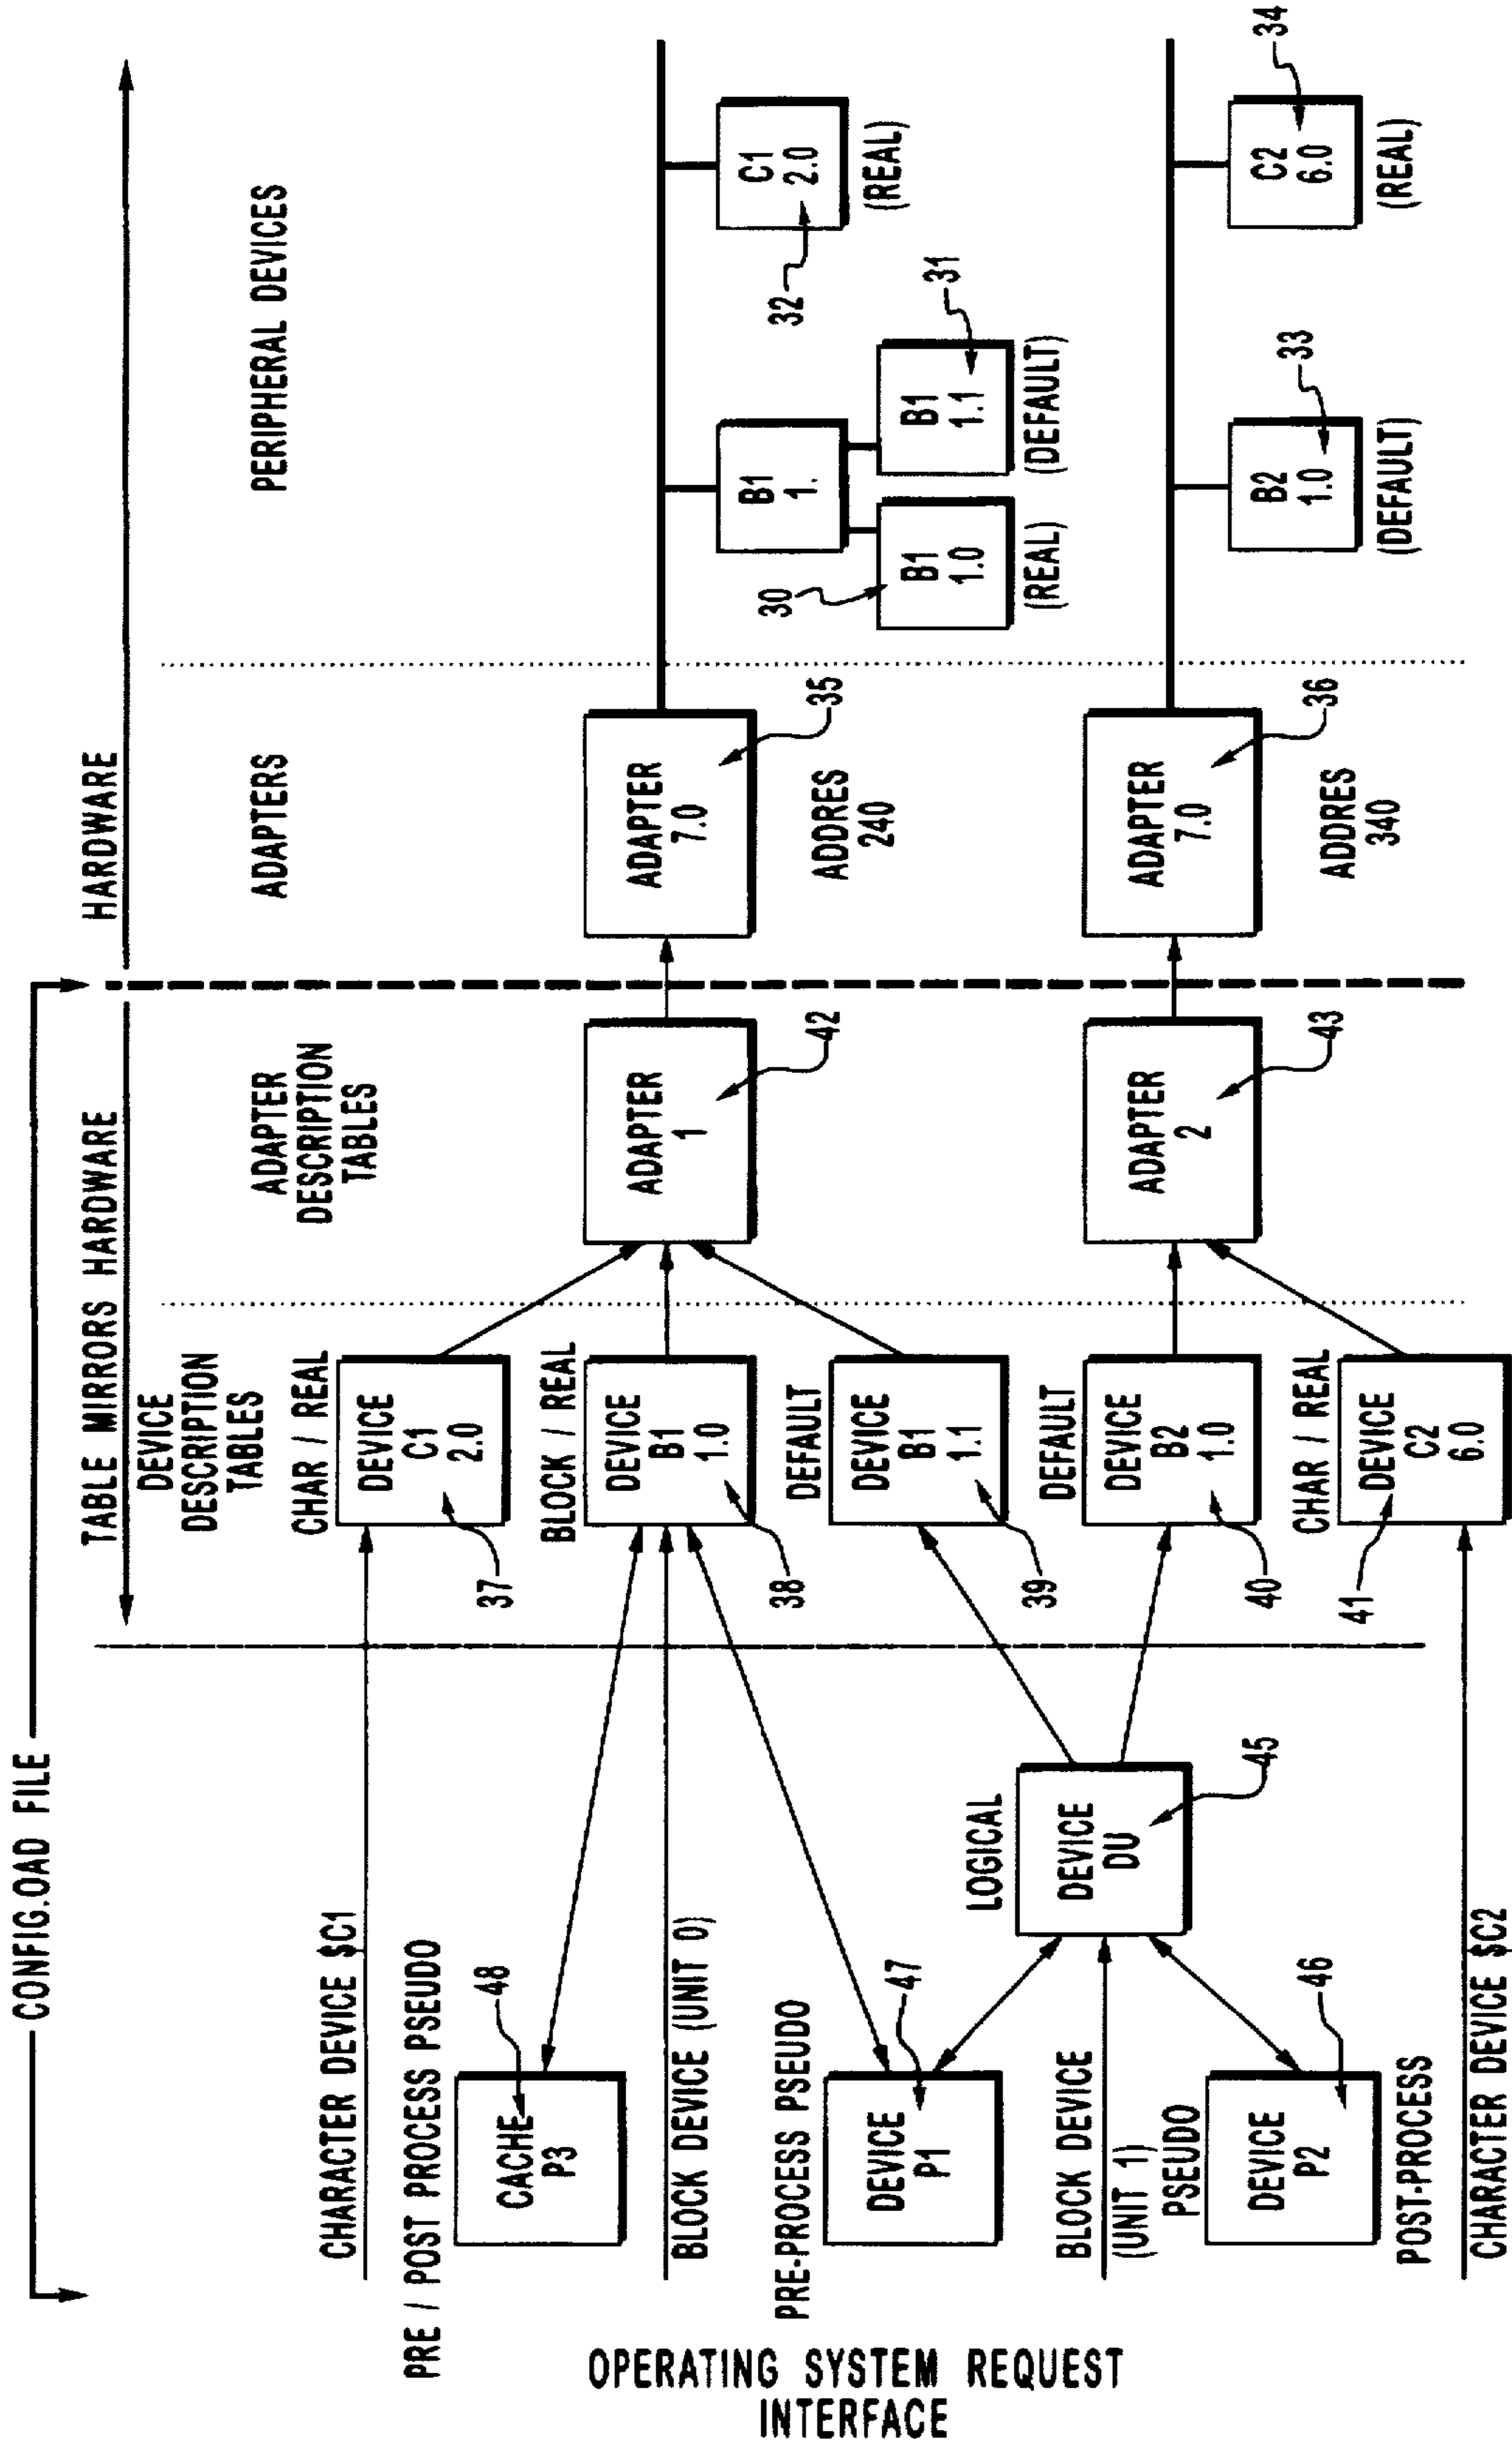 CONFIG.OAD FILE
TABLE MIRRORS HARDWARE
HARDWARE
DEVICE
DESCRIPTION
TABLES
ADAPTER
DESCRIPTION
TABLES
ADAPTERS
PERIPHERAL DEVICES
CHARACTER DEVICE $C1
CHAR / REAL
DEVICE
C1
2.0
37
PRE / POST PROCESS PSEUDO
CACHE
P3
48
BLOCK DEVICE (UNIT 0)
BLOCK / REAL
DEVICE
B1
1.0
38
ADAPTER
1
42
ADAPTER
7.0
35
ADDRES
240
B1
1.
30
B1
1.0
(REAL)
B1
1.1
31
(DEFAULT)
C1
2.0
32
(REAL)
PRE-PROCESS PSEUDO
DEVICE
P1
47
DEFAULT
DEVICE
B1
1.1
39
LOGICAL
DEVICE
DU
45
BLOCK DEVICE
(UNIT 1)
DEFAULT
DEVICE
B2
1.0
40
ADAPTER
2
43
ADAPTER
7.0
36
ADDRES
340
B2
1.0
33
(DEFAULT)
C2
6.0
34
(REAL)
PSEUDO
DEVICE
P2
46
POST-PROCESS
CHARACTER DEVICE $C2
CHAR / REAL
DEVICE
C2
6.0
41
OPERATING SYSTEM REQUEST
INTERFACE